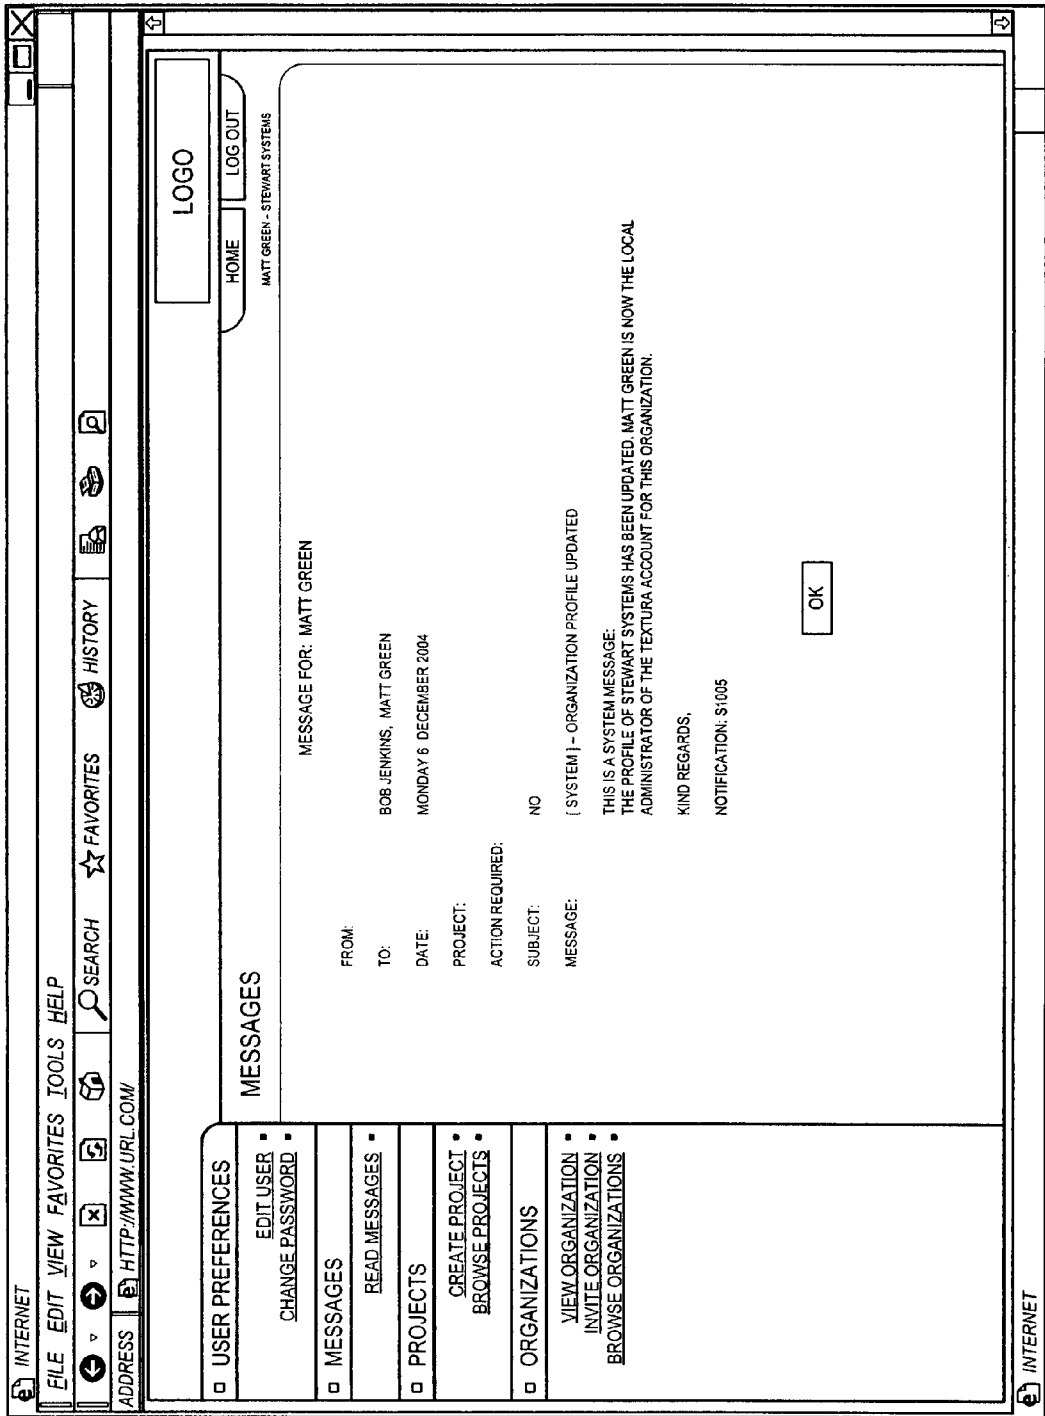 INTERNET
FILE EDIT VIEW FAVORITES TOOLS HELP
SEARCH FAVORITES HISTORY
ADDRESS HTTP://WWW.URL.COM/
LOGO
HOME LOG OUT
MATT GREEN - STEWART SYSTEMS
USER PREFERENCES
EDIT USER
CHANGE PASSWORD
MESSAGES
READ MESSAGES
PROJECTS
CREATE PROJECT
BROWSE PROJECTS
ORGANIZATIONS
VIEW ORGANIZATION
INVITE ORGANIZATION
BROWSE ORGANIZATIONS
MESSAGES
MESSAGE FOR: MATT GREEN
FROM:
TO: BOB JENKINS, MATT GREEN
DATE: MONDAY 6 DECEMBER 2004
PROJECT:
ACTION REQUIRED:
SUBJECT: NO
MESSAGE: [ SYSTEM ] – ORGANIZATION PROFILE UPDATED
THIS IS A SYSTEM MESSAGE:
THE PROFILE OF STEWART SYSTEMS HAS BEEN UPDATED. MATT GREEN IS NOW THE LOCAL
ADMINISTRATOR OF THE TEXTURA ACCOUNT FOR THIS ORGANIZATION.
KIND REGARDS,
NOTIFICATION: S1005
OK
INTERNET